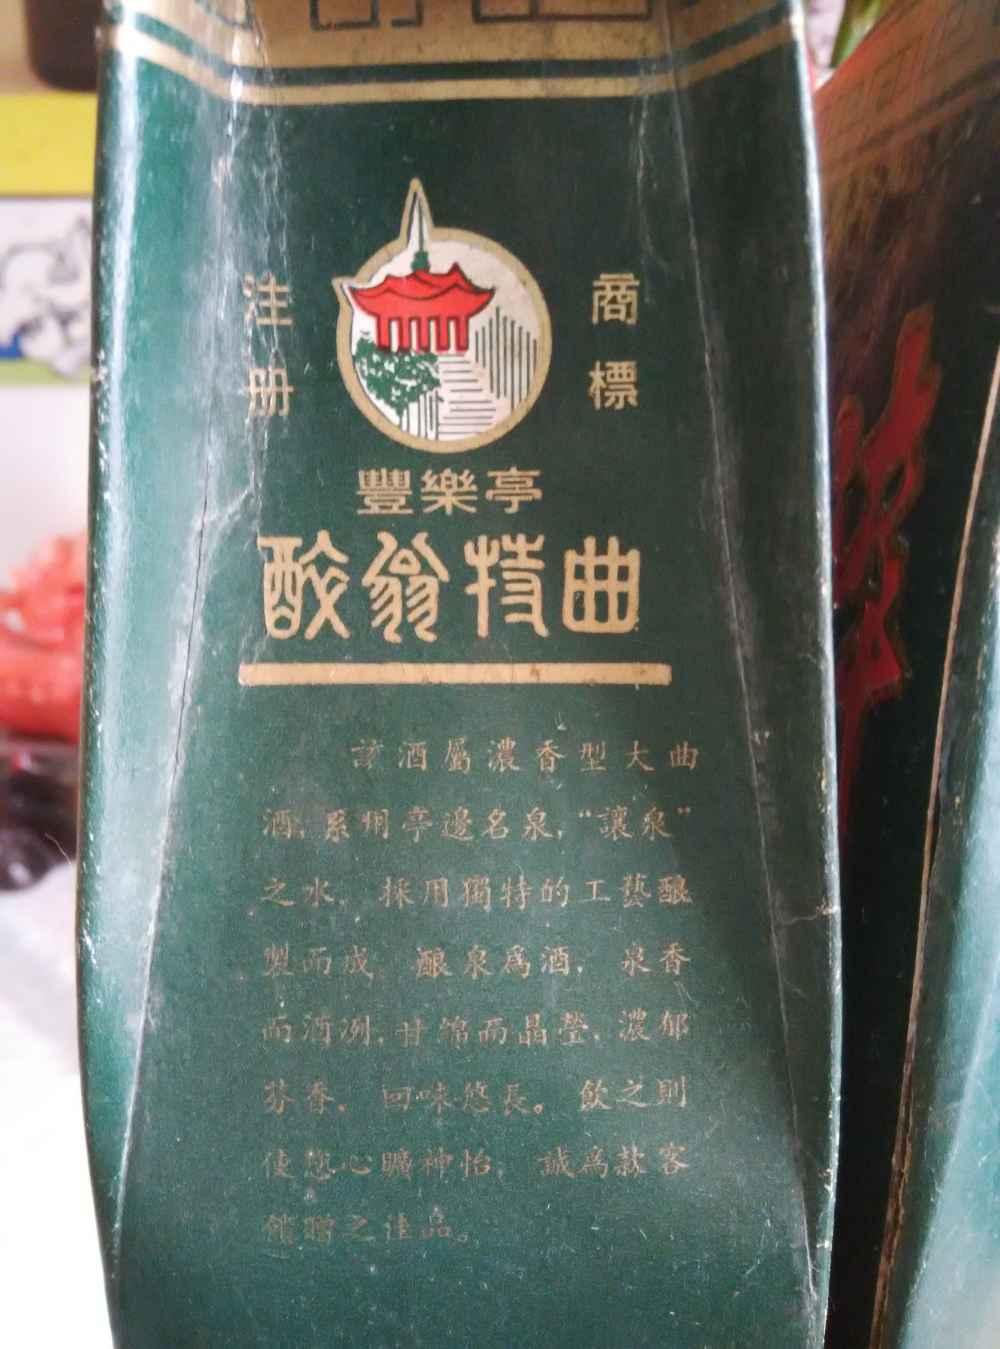 注册
商標
豐樂亭
酸翁特曲
該酒屬濃香型大曲
酒，系用亭邊名泉，“讓泉”
之水，採用獨特的工藝釀
製而成，釀泉爲酒，泉香
而酒冽，甘綿而晶瑩，濃郁
芬香，回味悠長。飲之則
使您心曠神怡，誠爲款客
餽贈之佳品。